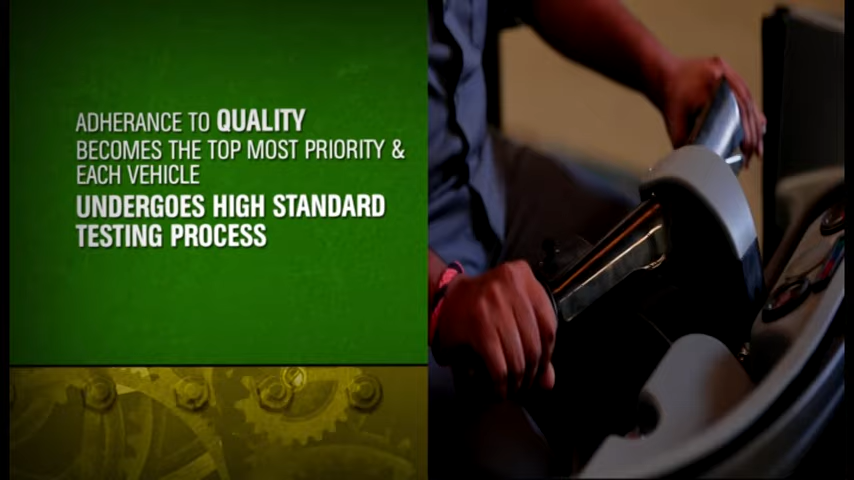 ADHERANCE TO QUALITY
BECOMES THE TOP MOST PRIORITY &
EACH VEHICLE
UNDERGOES HIGH STANDARD
TESTING PROCESS